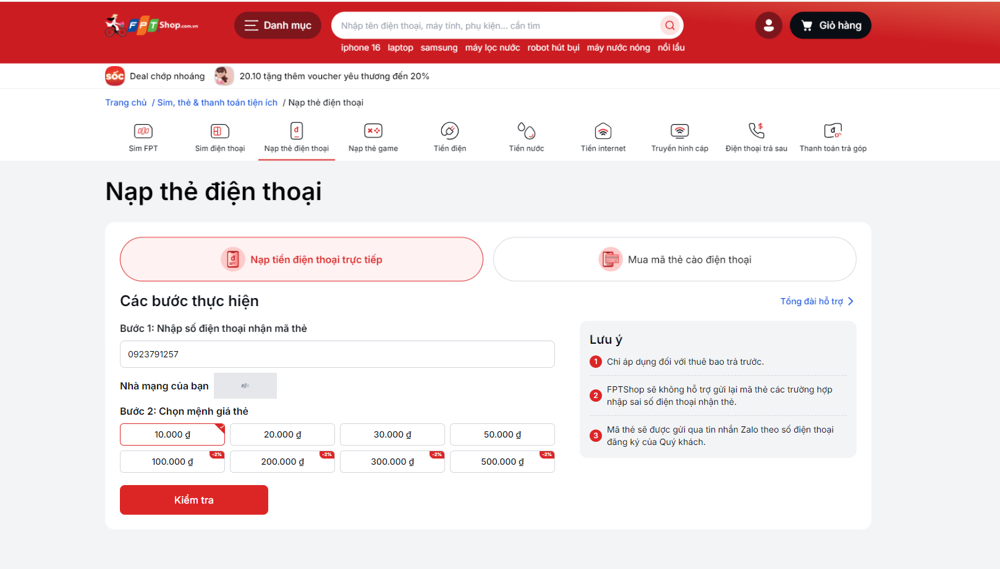 FPT Shop.com.vn
Danh mục
Nhập tên điện thoại, máy tính, phụ kiện... cần tìm
Giỏ hàng
iphone 16 laptop samsung máy lọc nước robot hút bụi máy nước nóng nồi lẩu
SỐC Deal chớp nhoáng 20.10 tặng thêm voucher yêu thương đến 20%
Trang chủ / Sim, thẻ & thanh toán tiện ích / Nạp thẻ điện thoại
Sim FPT
Sim điện thoại
Nạp thẻ điện thoại
Nạp thẻ game
Tiền điện
Tiền nước
Tiền internet
Truyền hình cáp
Điện thoại trả sau
Thanh toán trả góp
Nạp thẻ điện thoại
Nạp tiền điện thoại trực tiếp
Mua mã thẻ cào điện thoại
Các bước thực hiện
Tổng đài hỗ trợ
Bước 1: Nhập số điện thoại nhận mã thẻ
0923791257
Nhà mạng của bạn
Bước 2: Chọn mệnh giá thẻ
10.000 ₫
20.000 ₫
30.000 ₫
50.000 ₫
100.000 ₫ -2%
200.000 ₫ -2%
300.000 ₫ -2%
500.000 ₫ -2%
Kiểm tra
Lưu ý
1 Chỉ áp dụng đối với thuê bao trả trước.
2 FPTShop sẽ không hỗ trợ gửi lại mã thẻ các trường hợp
nhập sai số điện thoại nhận thẻ.
3 Mã thẻ sẽ được gửi qua tin nhắn Zalo theo số điện thoại
đăng ký của Quý khách.